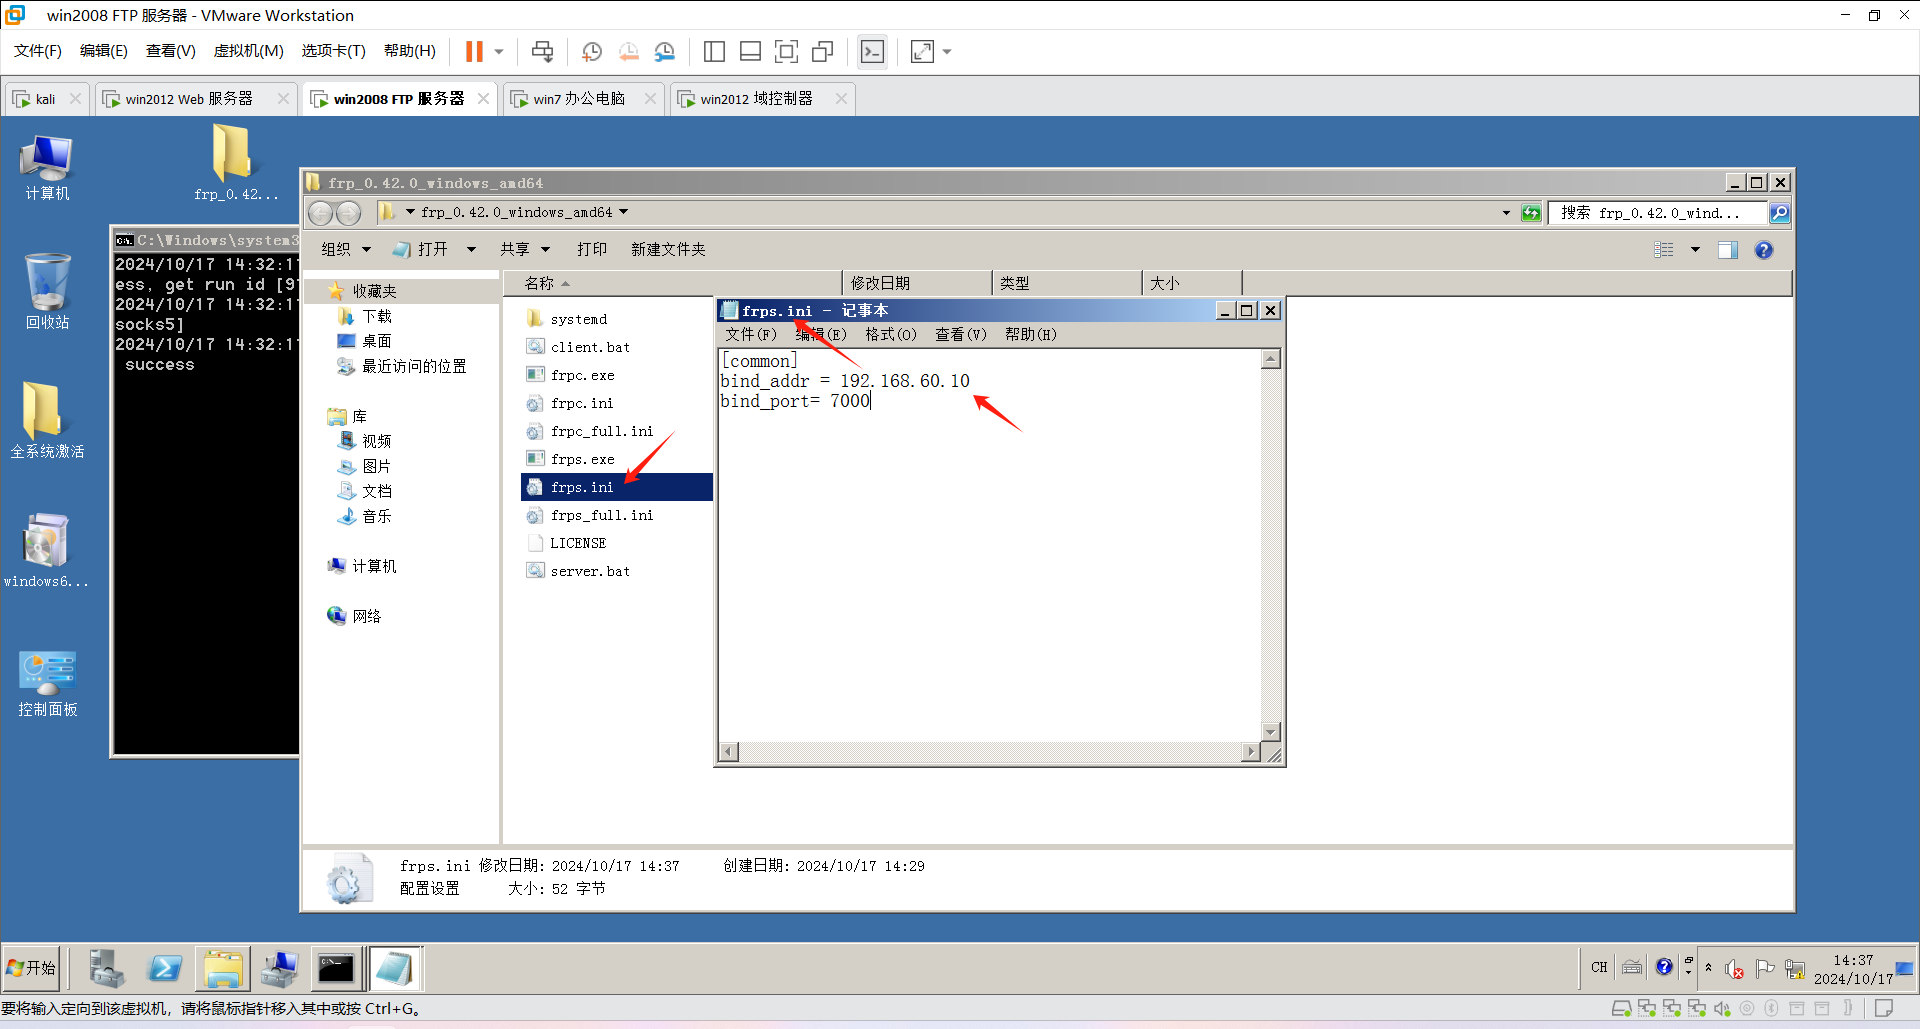 win2008 FTP 服务器 - VMware Workstation
文件(F) 编辑(E) 查看(V) 虚拟机(M) 选项卡(T) 帮助(H)
kali
win2012 Web 服务器
win2008 FTP 服务器
win7 办公电脑
win2012 域控制器
计算机
frp_0.42...
回收站
全系统激活
windows6...
控制面板
C:\Windows\system3
2024/10/17 14:32:1
ess, get run id [9
2024/10/17 14:32:1
socks5]
2024/10/17 14:32:1
success
frp_0.42.0_windows_amd64
frp_0.42.0_windows_amd64
搜索 frp_0.42.0_wind...
组织 打开 共享 打印 新建文件夹
名称 修改日期 类型 大小
收藏夹
下载
桌面
最近访问的位置
库
视频
图片
文档
音乐
计算机
网络
systemd
client.bat
frpc.exe
frpc.ini
frpc_full.ini
frps.exe
frps.ini
frps_full.ini
LICENSE
server.bat
frps.ini - 记事本
文件(F) 编辑(E) 格式(O) 查看(V) 帮助(H)
[common]
bind_addr = 192.168.60.10
bind_port= 7000
frps.ini 修改日期: 2024/10/17 14:37 创建日期: 2024/10/17 14:29
配置设置 大小: 52 字节
开始
CH
14:37
2024/10/17
要将输入定向到该虚拟机，请将鼠标指针移入其中或按 Ctrl+G。